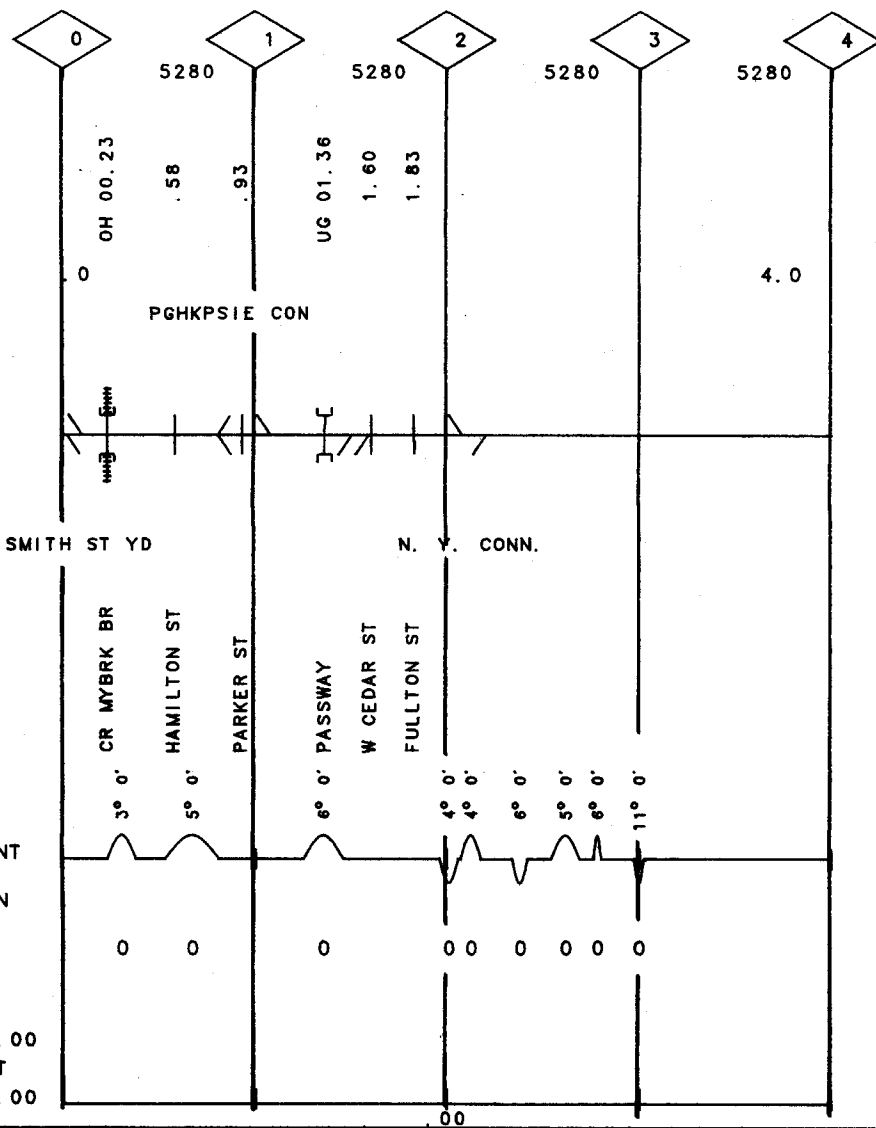 0 1 2 3 4
5280 5280 5280 5280
OH 00.23
.58
.93
UG 01.36
1.60
1.83
.0
4.0
PGHKPSIE CON
SMITH ST YD
N. Y. CONN.
CR MYBRK BR
HAMILTON ST
PARKER ST
PASSWAY
W CEDAR ST
FULLTON ST
3° 0'
5° 0'
6° 0'
4° 0'
4° 0'
6° 0'
5° 0'
6° 0'
11° 0'
NT
N
0 0 0 0 0 0 0 0 0
.00
T
.00
.00